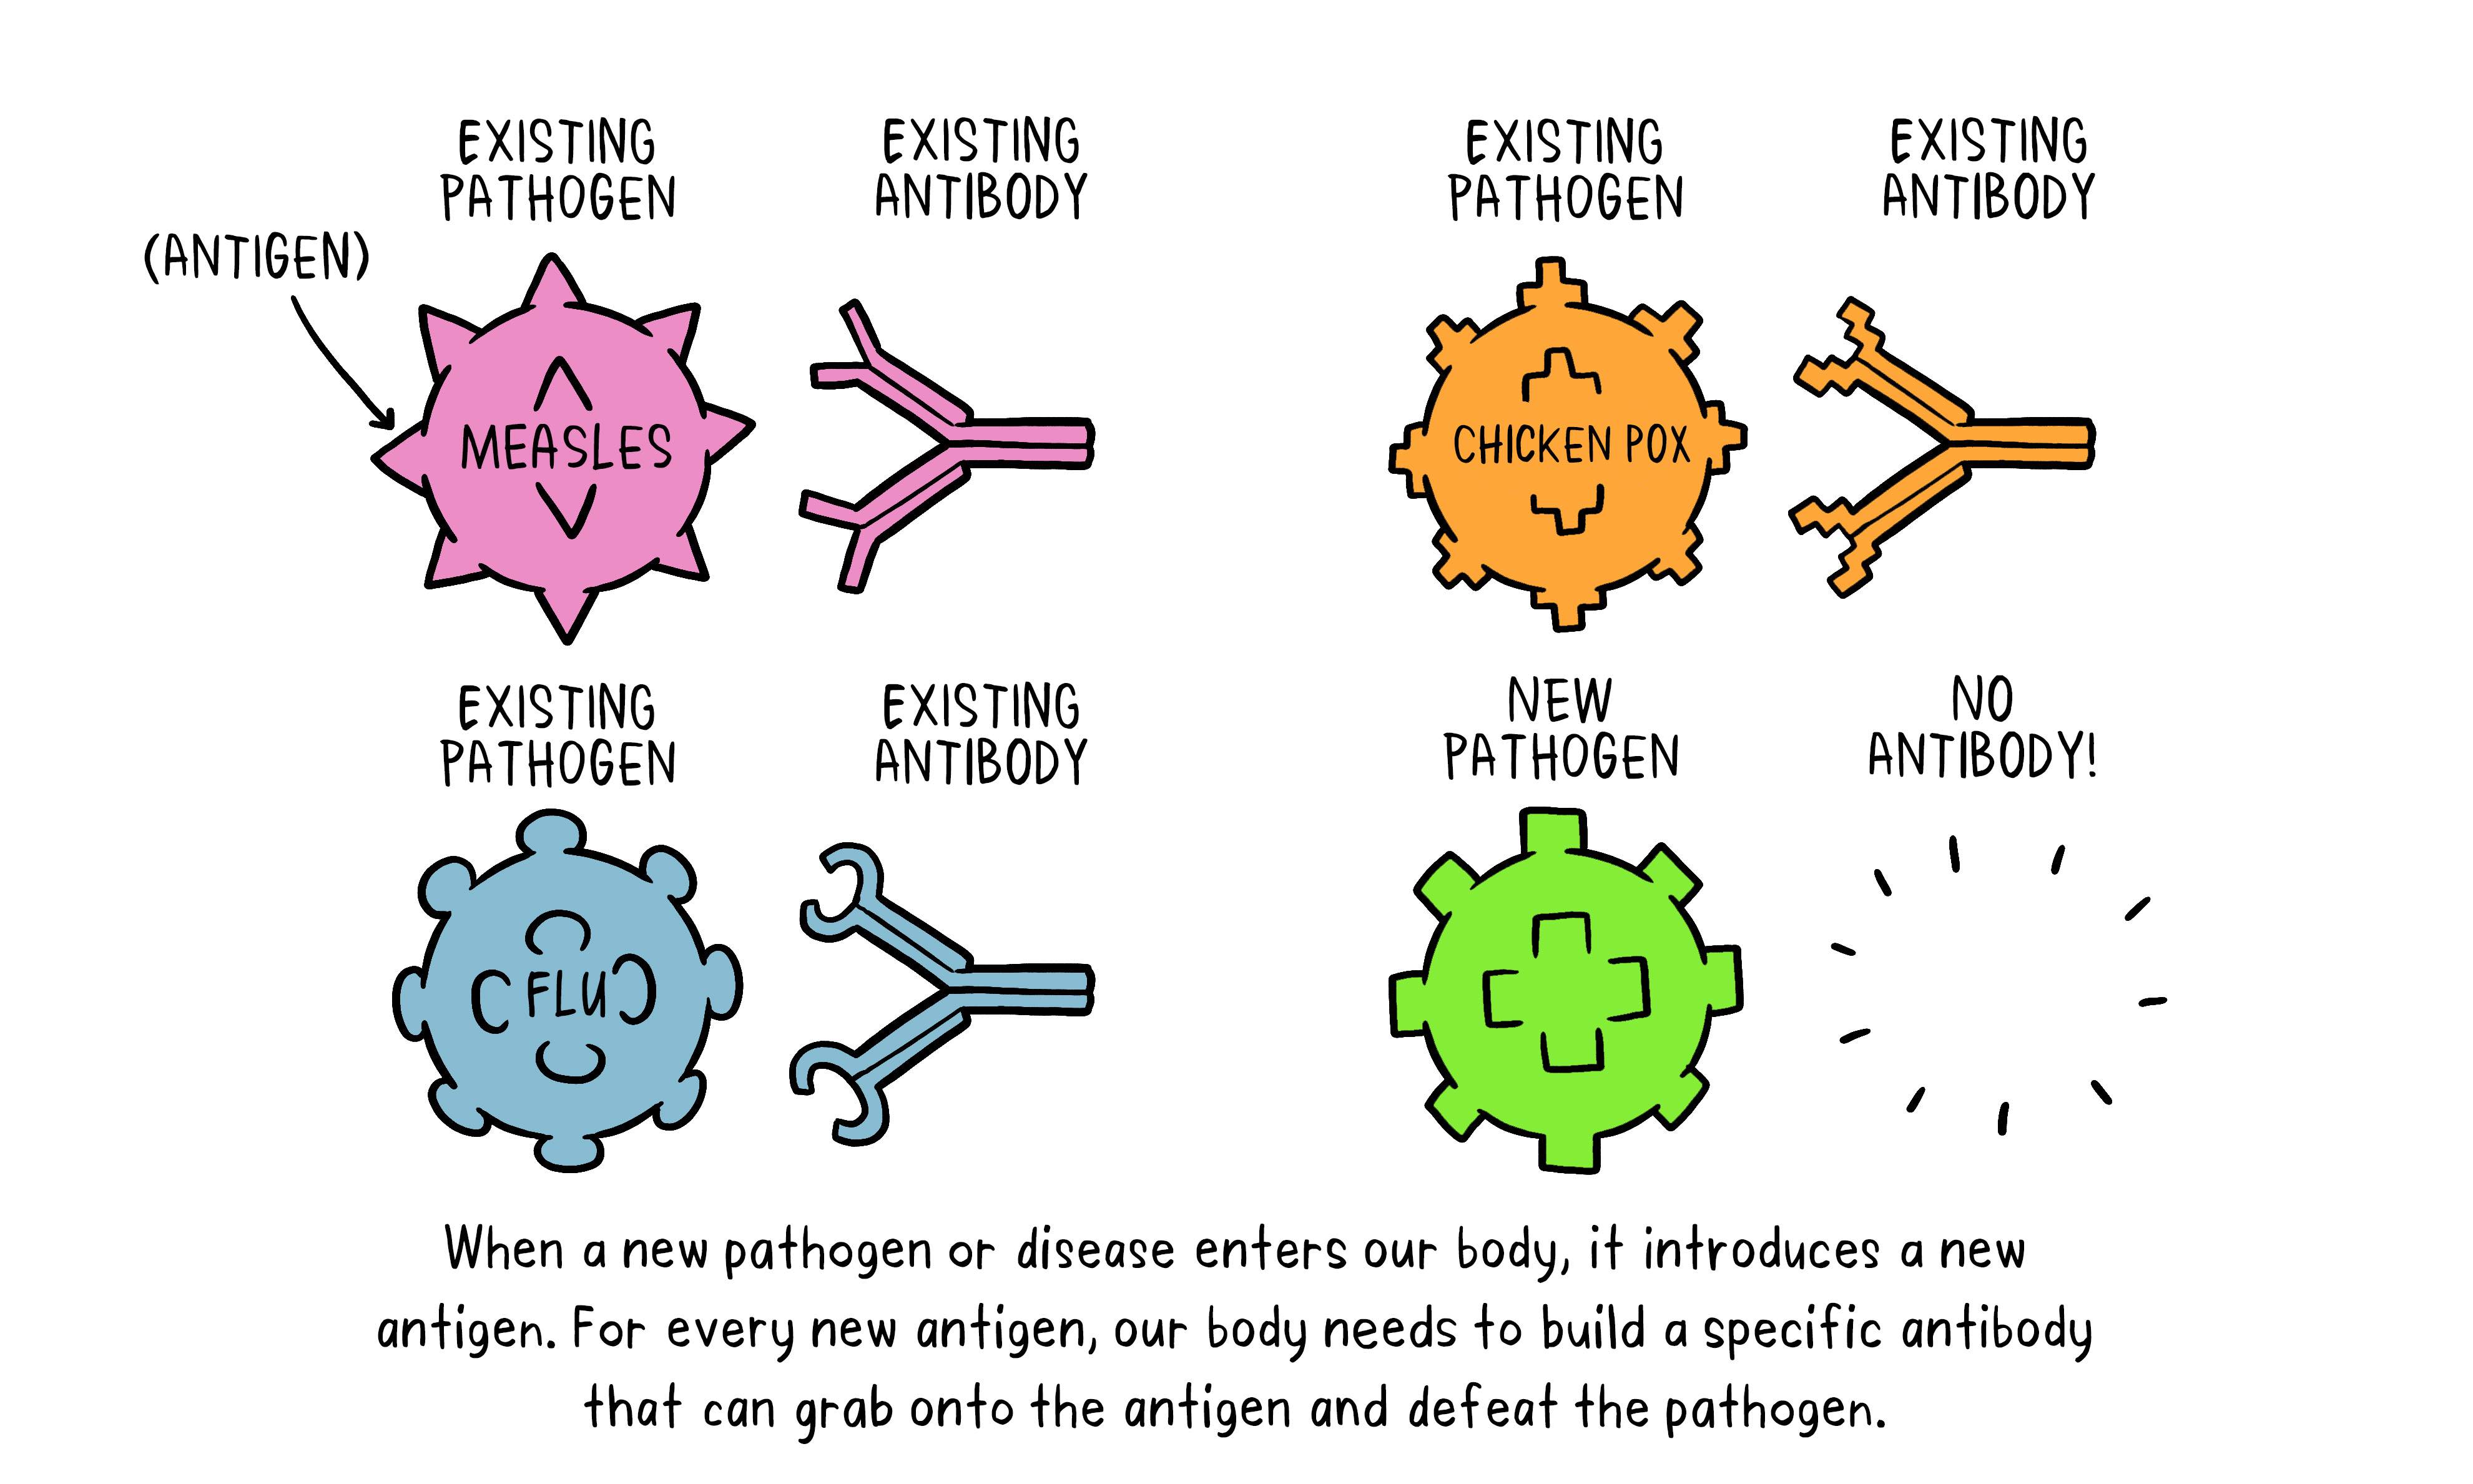 EXISTING
PATHOGEN
EXISTING
ANTIBODY
EXISTING
PATHOGEN
EXISTING
ANTIBODY
(ANTIGEN)
MEASLES
CHICKEN POX
EXISTING
PATHOGEN
EXISTING
ANTIBODY
NEW
PATHOGEN
NO
ANTIBODY!
FLU
When a new pathogen or disease enters our body, it introduces a new
antigen. For every new antigen, our body needs to build a specific antibody
that can grab onto the antigen and defeat the pathogen.